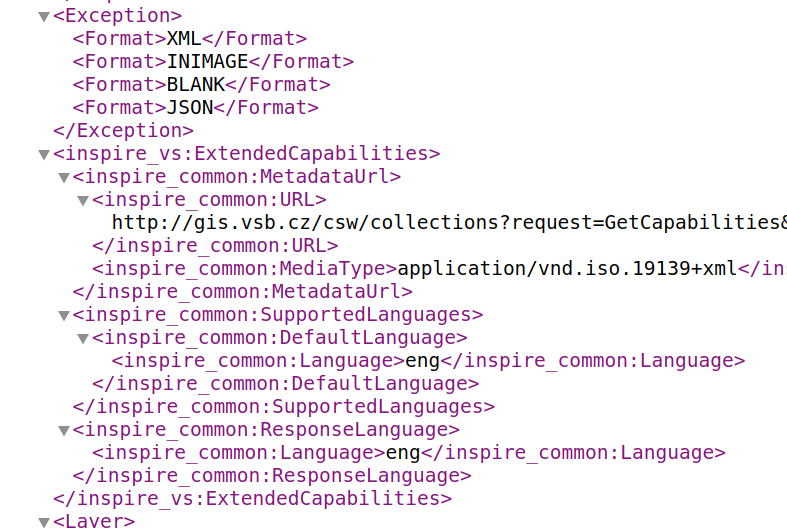 <Exception>
<Format>XML</Format>
<Format>INIMAGE</Format>
<Format>BLANK</Format>
<Format>JSON</Format>
</Exception>
<inspire_vs:ExtendedCapabilities>
<inspire_common:MetadataUrl>
<inspire_common:URL>
http://gis.vsb.cz/csw/collections?request=GetCapabilities&
</inspire_common:URL>
<inspire_common:MediaType>application/vnd.iso.19139+xml</ins
</inspire_common:MetadataUrl>
<inspire_common:SupportedLanguages>
<inspire_common:DefaultLanguage>
<inspire_common:Language>eng</inspire_common:Language>
</inspire_common:DefaultLanguage>
</inspire_common:SupportedLanguages>
<inspire_common:ResponseLanguage>
<inspire_common:Language>eng</inspire_common:Language>
</inspire_common:ResponseLanguage>
</inspire_vs:ExtendedCapabilities>
<Layer>